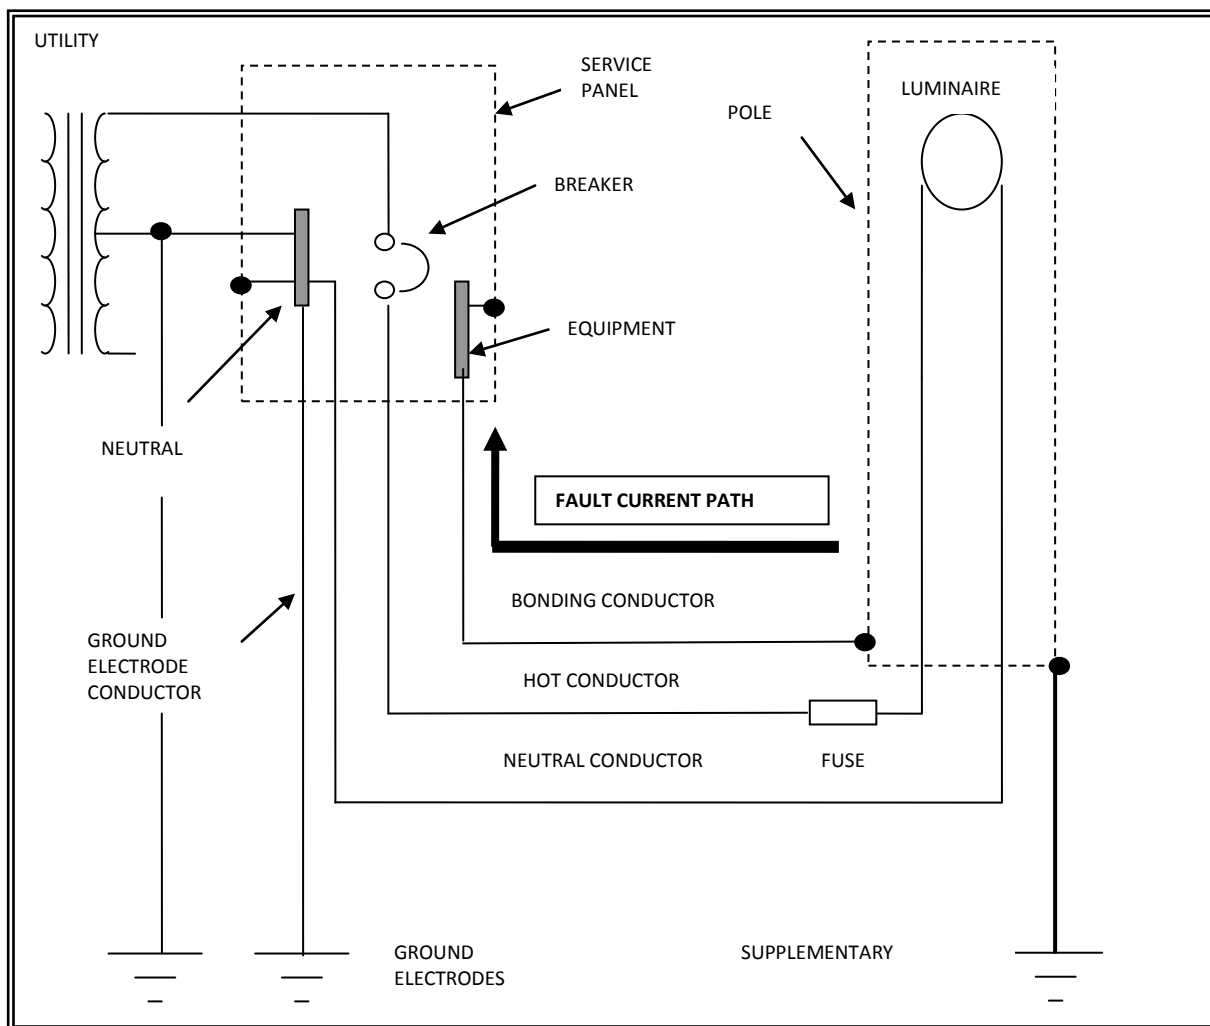 UTILITY
SERVICE
PANEL
LUMINAIRE
POLE
BREAKER
EQUIPMENT
NEUTRAL
FAULT CURRENT PATH
BONDING CONDUCTOR
GROUND
ELECTRODE
CONDUCTOR
HOT CONDUCTOR
NEUTRAL CONDUCTOR
FUSE
GROUND
ELECTRODES
SUPPLEMENTARY